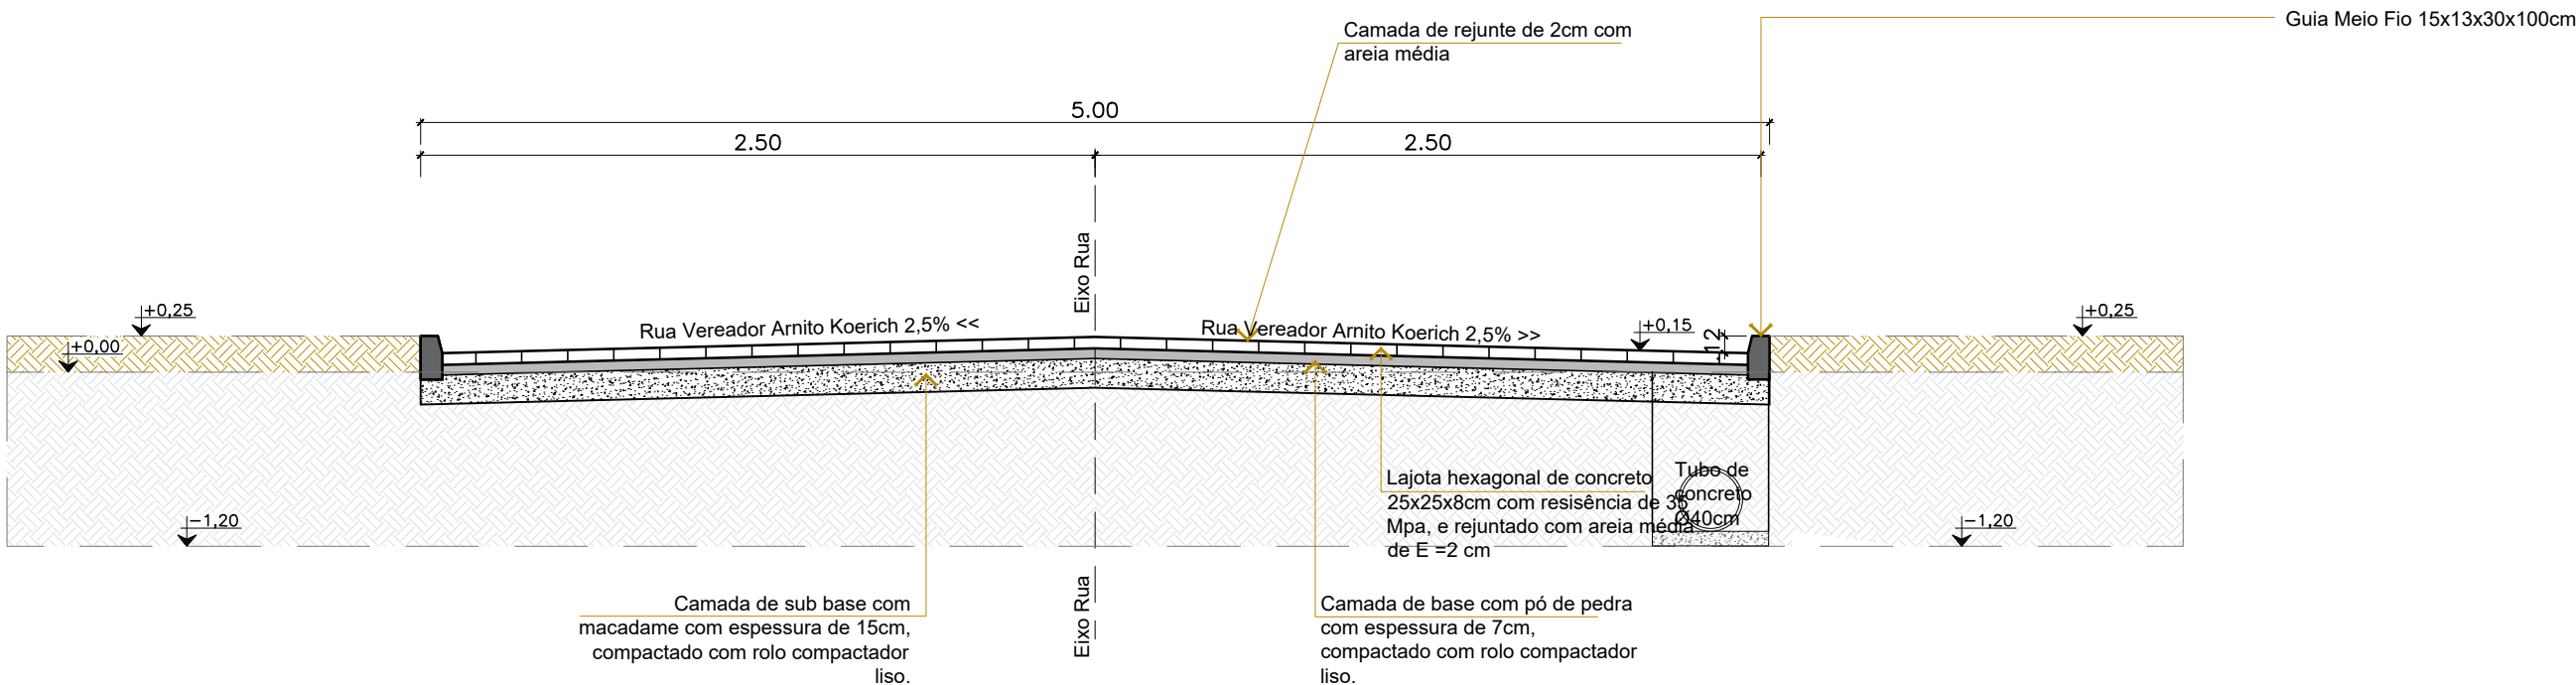 Camada de rejunte de 2cm com
areia média
Guia Meio Fio 15x13x30x100cm
5.00
2.50
2.50
Eixo Rua
+0,25
+0,00
Rua Vereador Arnito Koerich 2,5% <<
Rua Vereador Arnito Koerich 2,5% >>
+0,15
.12
+0,25
Lajota hexagonal de concreto
25x25x8cm com resisência de 35
Mpa, e rejuntado com areia média
de E =2 cm
Tubo de
concreto
Ø40cm
-1,20
-1,20
Eixo Rua
Camada de sub base com
macadame com espessura de 15cm,
compactado com rolo compactador
liso.
Camada de base com pó de pedra
com espessura de 7cm,
compactado com rolo compactador
liso.